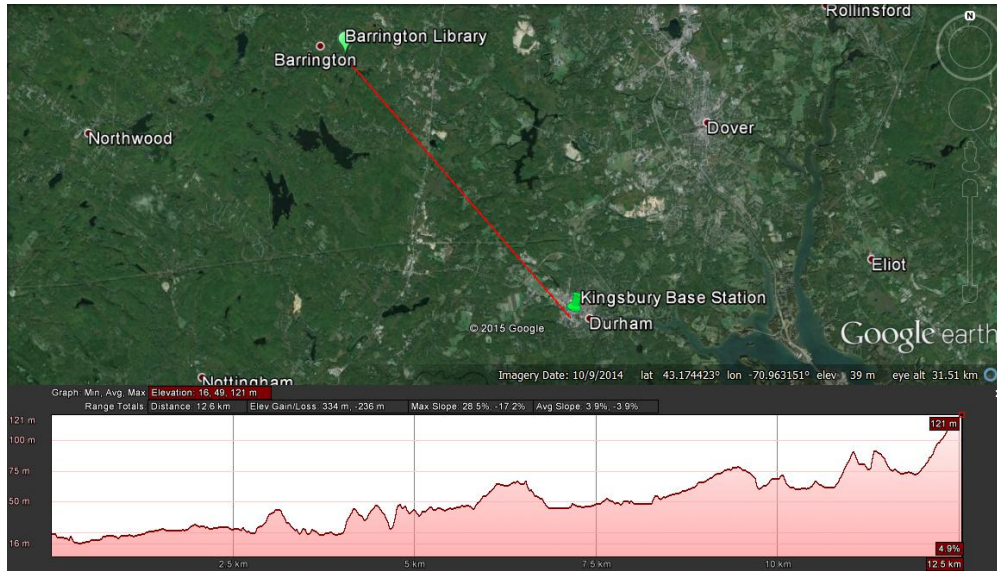 Rollinsford
N
Barrington Library
Barrington
Northwood
Dover
Eliot
Kingsbury Base Station
Durham
© 2015 Google
Google earth
Nottingham
Imagery Date: 10/9/2014 lat 43.174423° lon -70.963151° elev 39 m eye alt 31.51 km
Graph: Min, Avg, Max Elevation: 16, 49, 121 m
Range Totals: Distance: 12.6 km Elev Gain/Loss: 334 m, -236 m Max Slope: 28.5%, -17.2% Avg Slope: 3.9%, -3.9%
121 m
121 m
100 m
75 m
50 m
16 m
4.9%
2.5 km
5 km
7.5 km
10 km
12.5 km